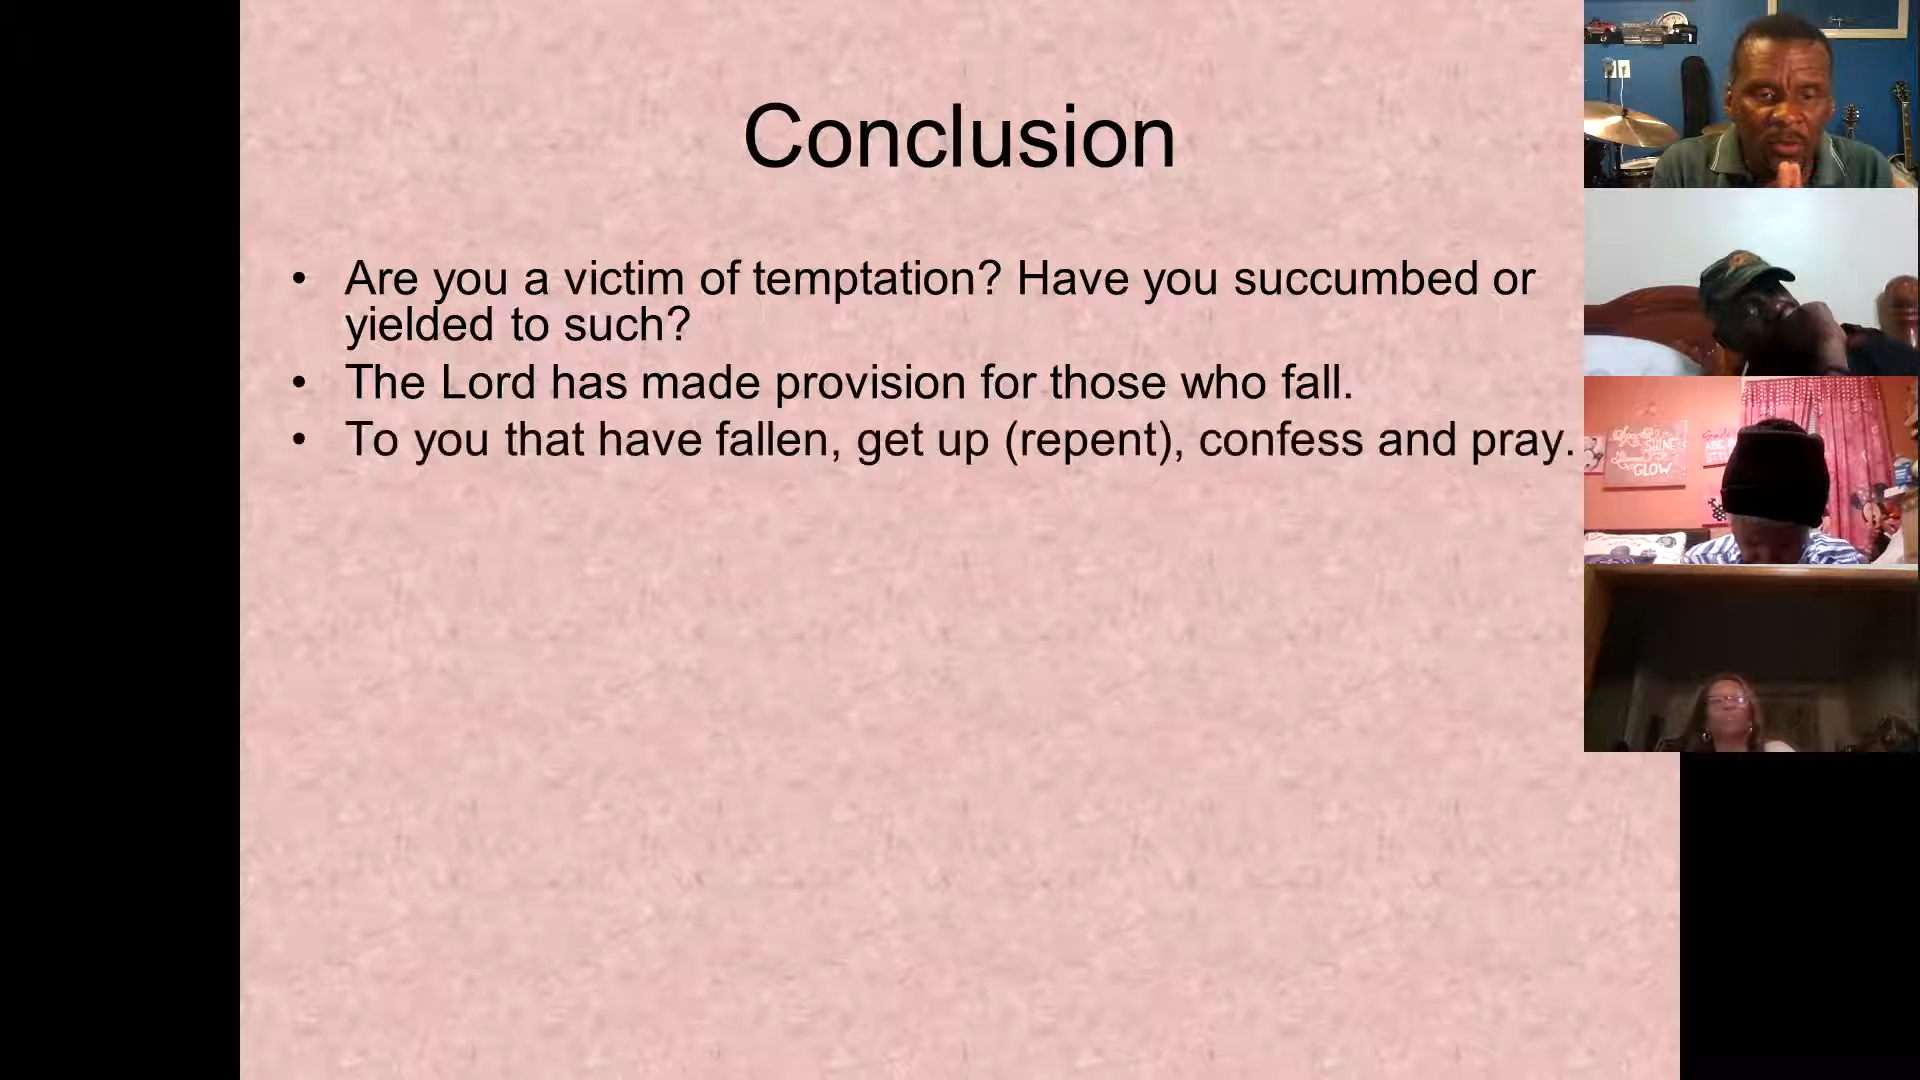 Conclusion
• Are you a victim of temptation? Have you succumbed or
yielded to such?
• The Lord has made provision for those who fall.
• To you that have fallen, get up (repent), confess and pray.
SHINE
GLOW